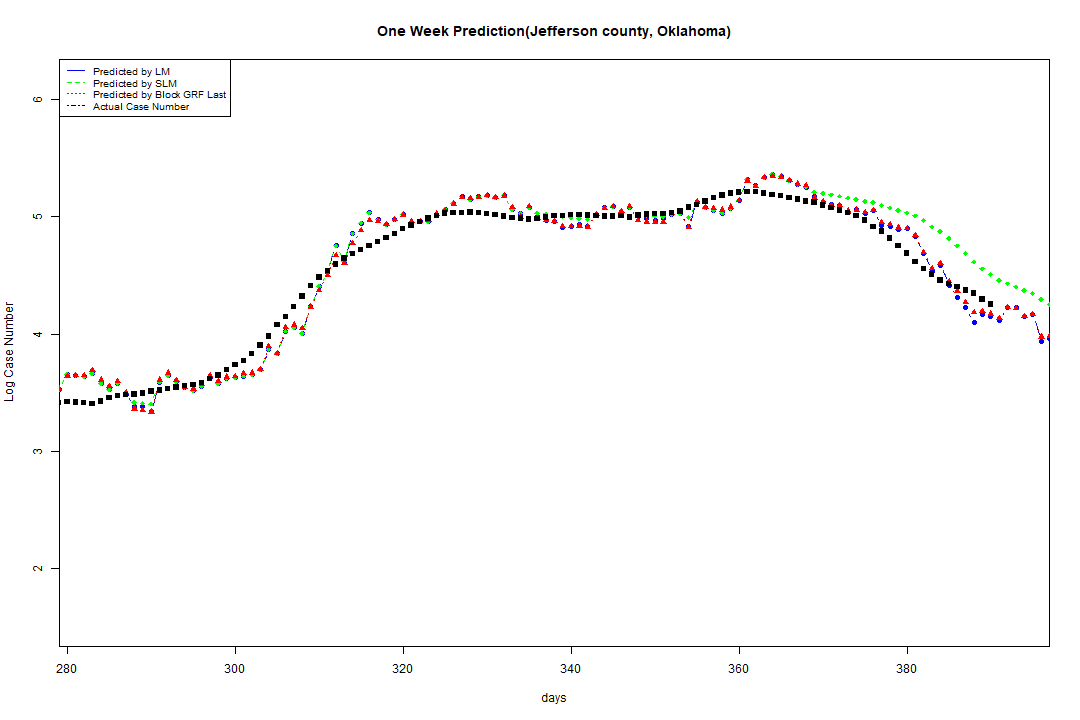 One Week Prediction(Jefferson county, Oklahoma)
Predicted by LM
Predicted by SLM
Predicted by Block GRF Last
Actual Case Number
6
5
4
3
2
Log Case Number
280 300 320 340 360 380
days